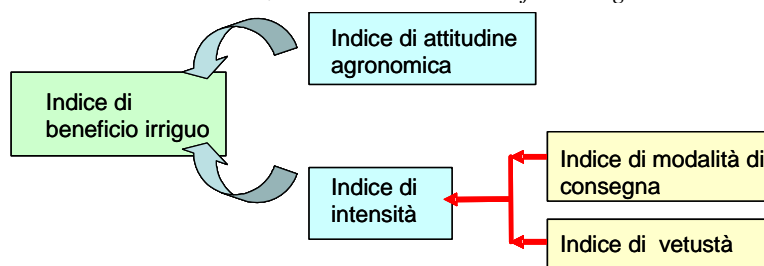 Indice di attitudine
agronomica
Indice di
beneficio irriguo
Indice di
intensità
Indice di modalità di
consegna
Indice di vetustà